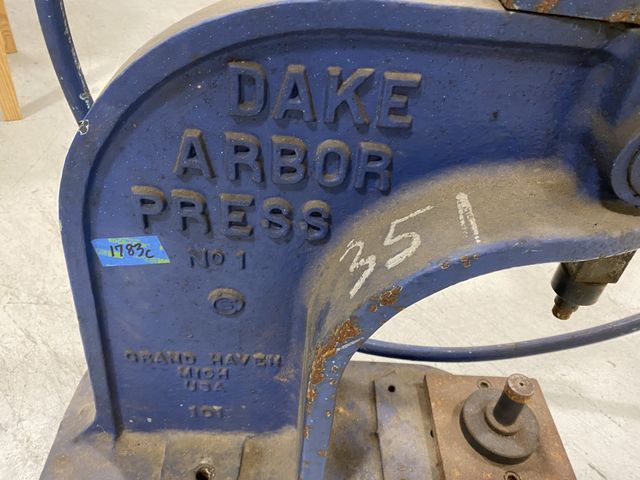 DAKE
ARBOR
PRESS
No 1
1783c
351
G
GRAND HAVEN
MICH
USA
101